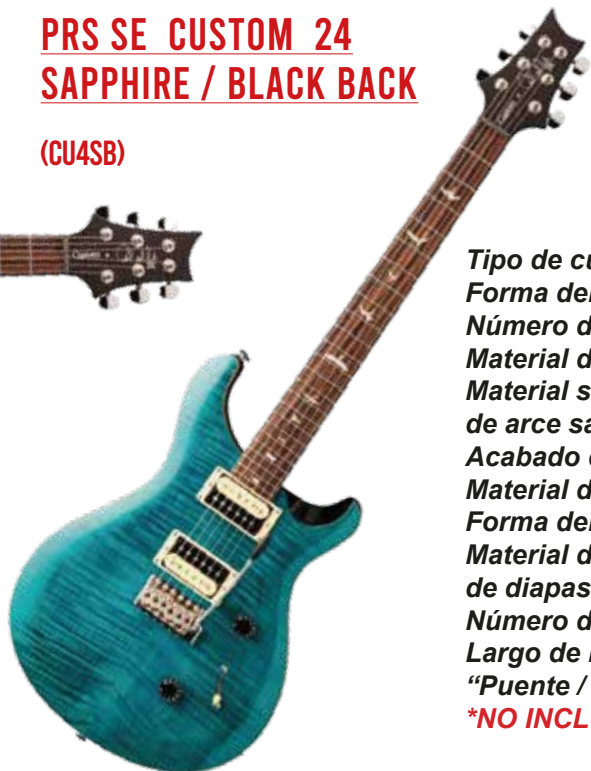 PRS SE CUSTOM 24
SAPPHIRE / BLACK BACK
(CU4SB)
Tipo de cu
Forma del
Número d
Material d
Material s
de arce sa
Acabado d
Material d
Forma del
Material d
de diapas
Número d
Largo de
“Puente /
*NO INCL